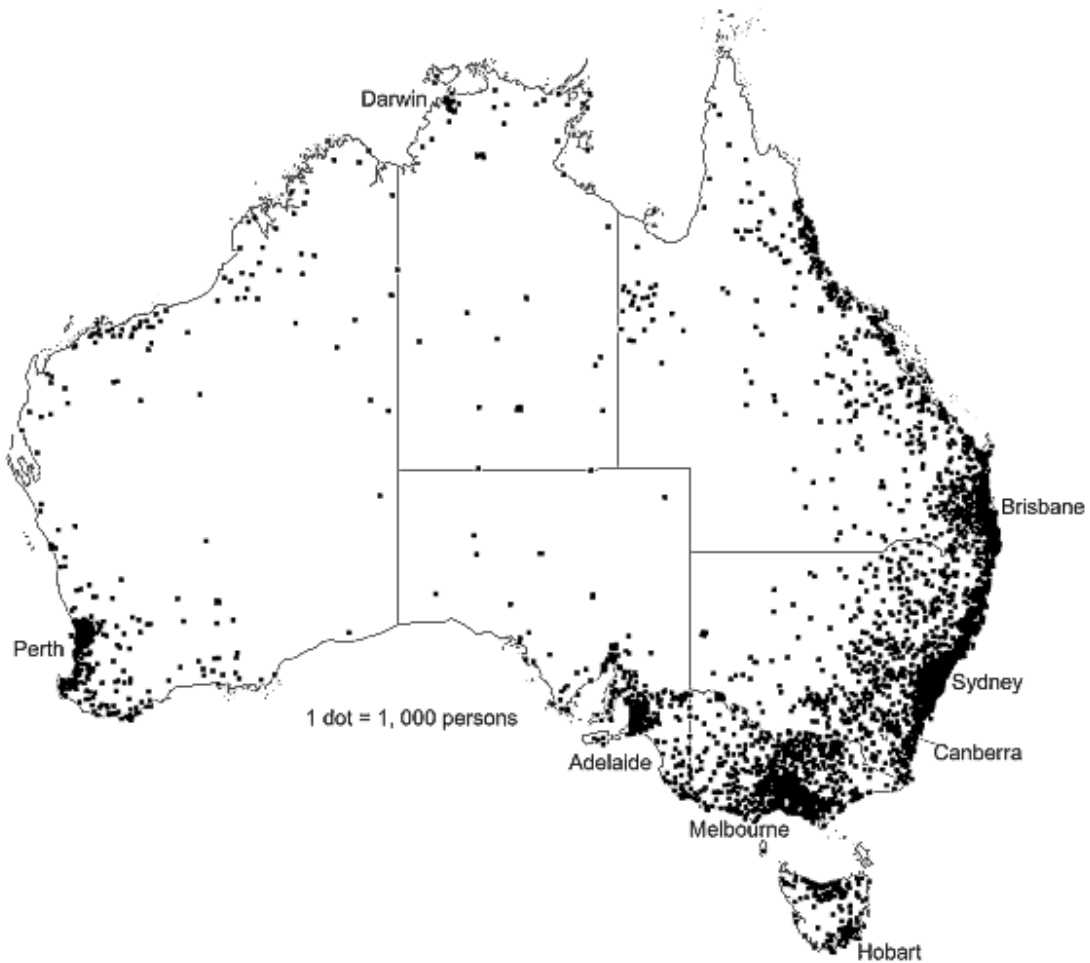 Darwin
Brisbane
Perth
Sydney
1 dot = 1, 000 persons
Canberra
Adelaide
Melbourne
Hobart